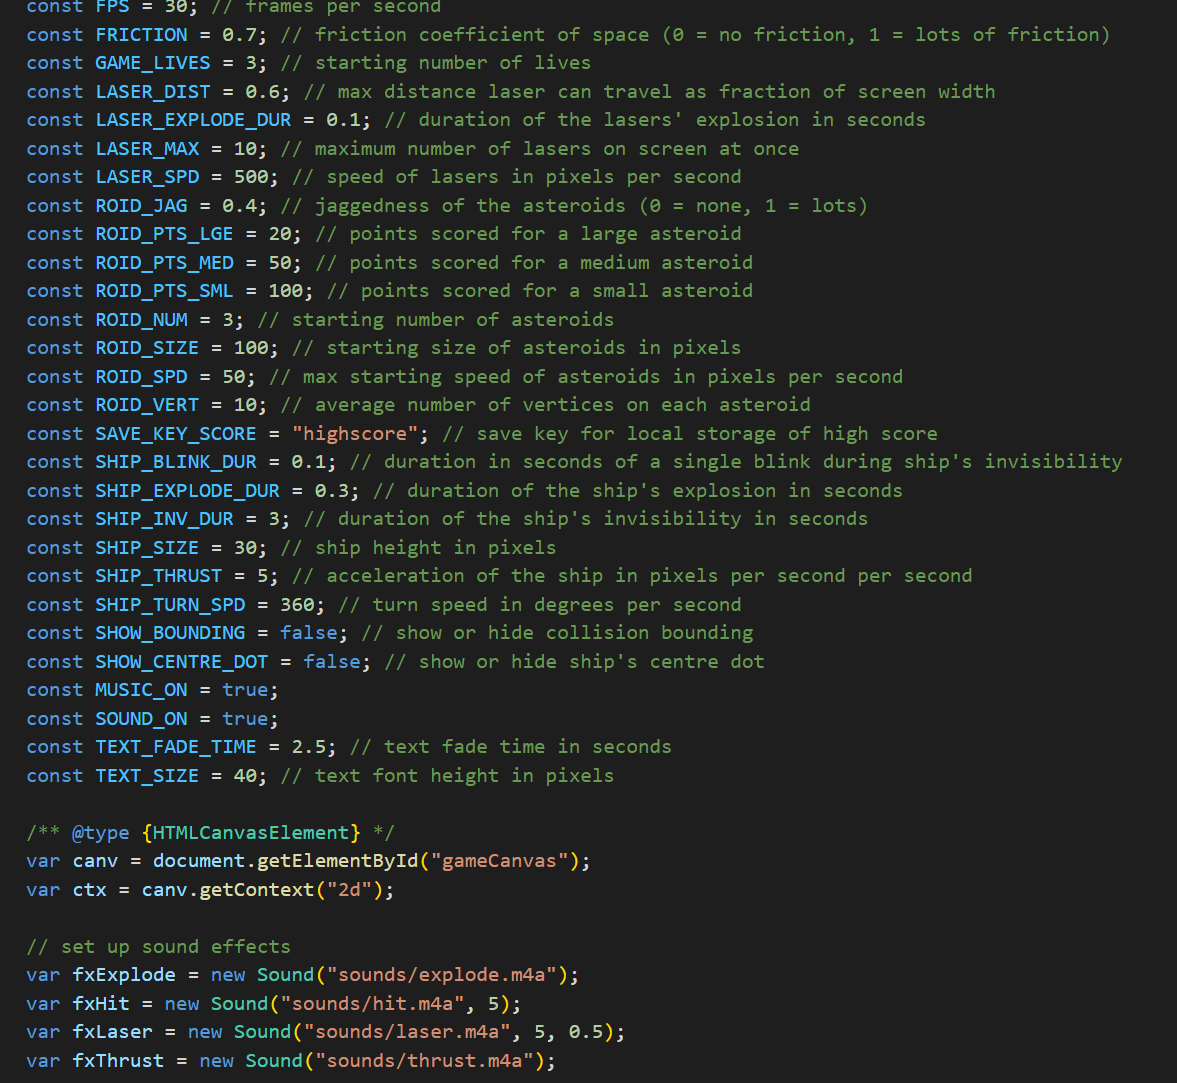 const FPS = 30; // frames per second
const FRICTION = 0.7; // friction coefficient of space (0 = no friction, 1 = lots of friction)
const GAME_LIVES = 3; // starting number of lives
const LASER_DIST = 0.6; // max distance laser can travel as fraction of screen width
const LASER_EXPLODE_DUR = 0.1; // duration of the lasers' explosion in seconds
const LASER_MAX = 10; // maximum number of lasers on screen at once
const LASER_SPD = 500; // speed of lasers in pixels per second
const ROID_JAG = 0.4; // jaggedness of the asteroids (0 = none, 1 = lots)
const ROID_PTS_LGE = 20; // points scored for a large asteroid
const ROID_PTS_MED = 50; // points scored for a medium asteroid
const ROID_PTS_SML = 100; // points scored for a small asteroid
const ROID_NUM = 3; // starting number of asteroids
const ROID_SIZE = 100; // starting size of asteroids in pixels
const ROID_SPD = 50; // max starting speed of asteroids in pixels per second
const ROID_VERT = 10; // average number of vertices on each asteroid
const SAVE_KEY_SCORE = "highscore"; // save key for local storage of high score
const SHIP_BLINK_DUR = 0.1; // duration in seconds of a single blink during ship's invisibility
const SHIP_EXPLODE_DUR = 0.3; // duration of the ship's explosion in seconds
const SHIP_INV_DUR = 3; // duration of the ship's invisibility in seconds
const SHIP_SIZE = 30; // ship height in pixels
const SHIP_THRUST = 5; // acceleration of the ship in pixels per second per second
const SHIP_TURN_SPD = 360; // turn speed in degrees per second
const SHOW_BOUNDING = false; // show or hide collision bounding
const SHOW_CENTRE_DOT = false; // show or hide ship's centre dot
const MUSIC_ON = true;
const SOUND_ON = true;
const TEXT_FADE_TIME = 2.5; // text fade time in seconds
const TEXT_SIZE = 40; // text font height in pixels
/** @type {HTMLCanvasElement} */
var canv = document.getElementById("gameCanvas");
var ctx = canv.getContext("2d");
// set up sound effects
var fxExplode = new Sound("sounds/explode.m4a");
var fxHit = new Sound("sounds/hit.m4a", 5);
var fxLaser = new Sound("sounds/laser.m4a", 5, 0.5);
var fxThrust = new Sound("sounds/thrust.m4a");